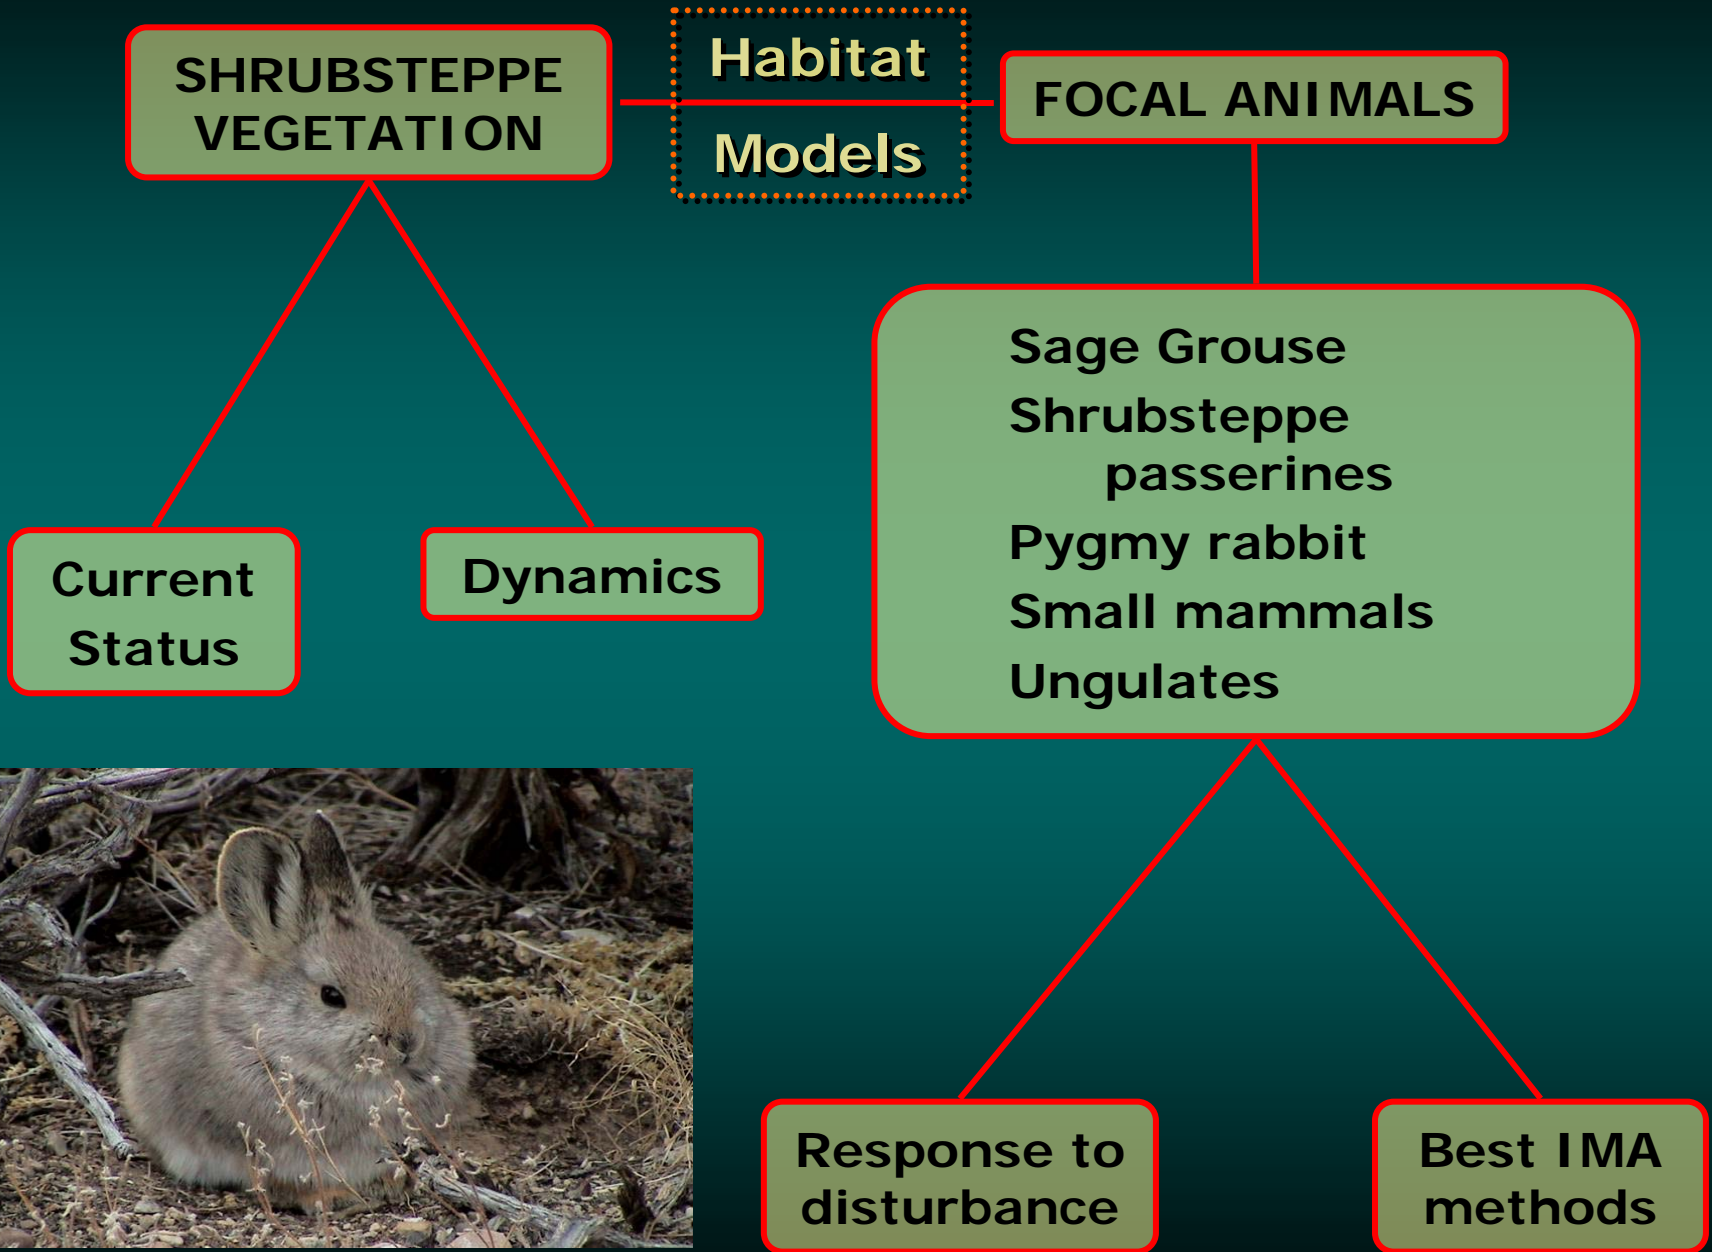 SHRUBSTEPPE
VEGETATION
Habitat
Models
FOCAL ANIMALS
Sage Grouse
Shrubsteppe
passerines
Pygmy rabbit
Small mammals
Ungulates
Current
Status
Dynamics
Response to
disturbance
Best IMA
methods